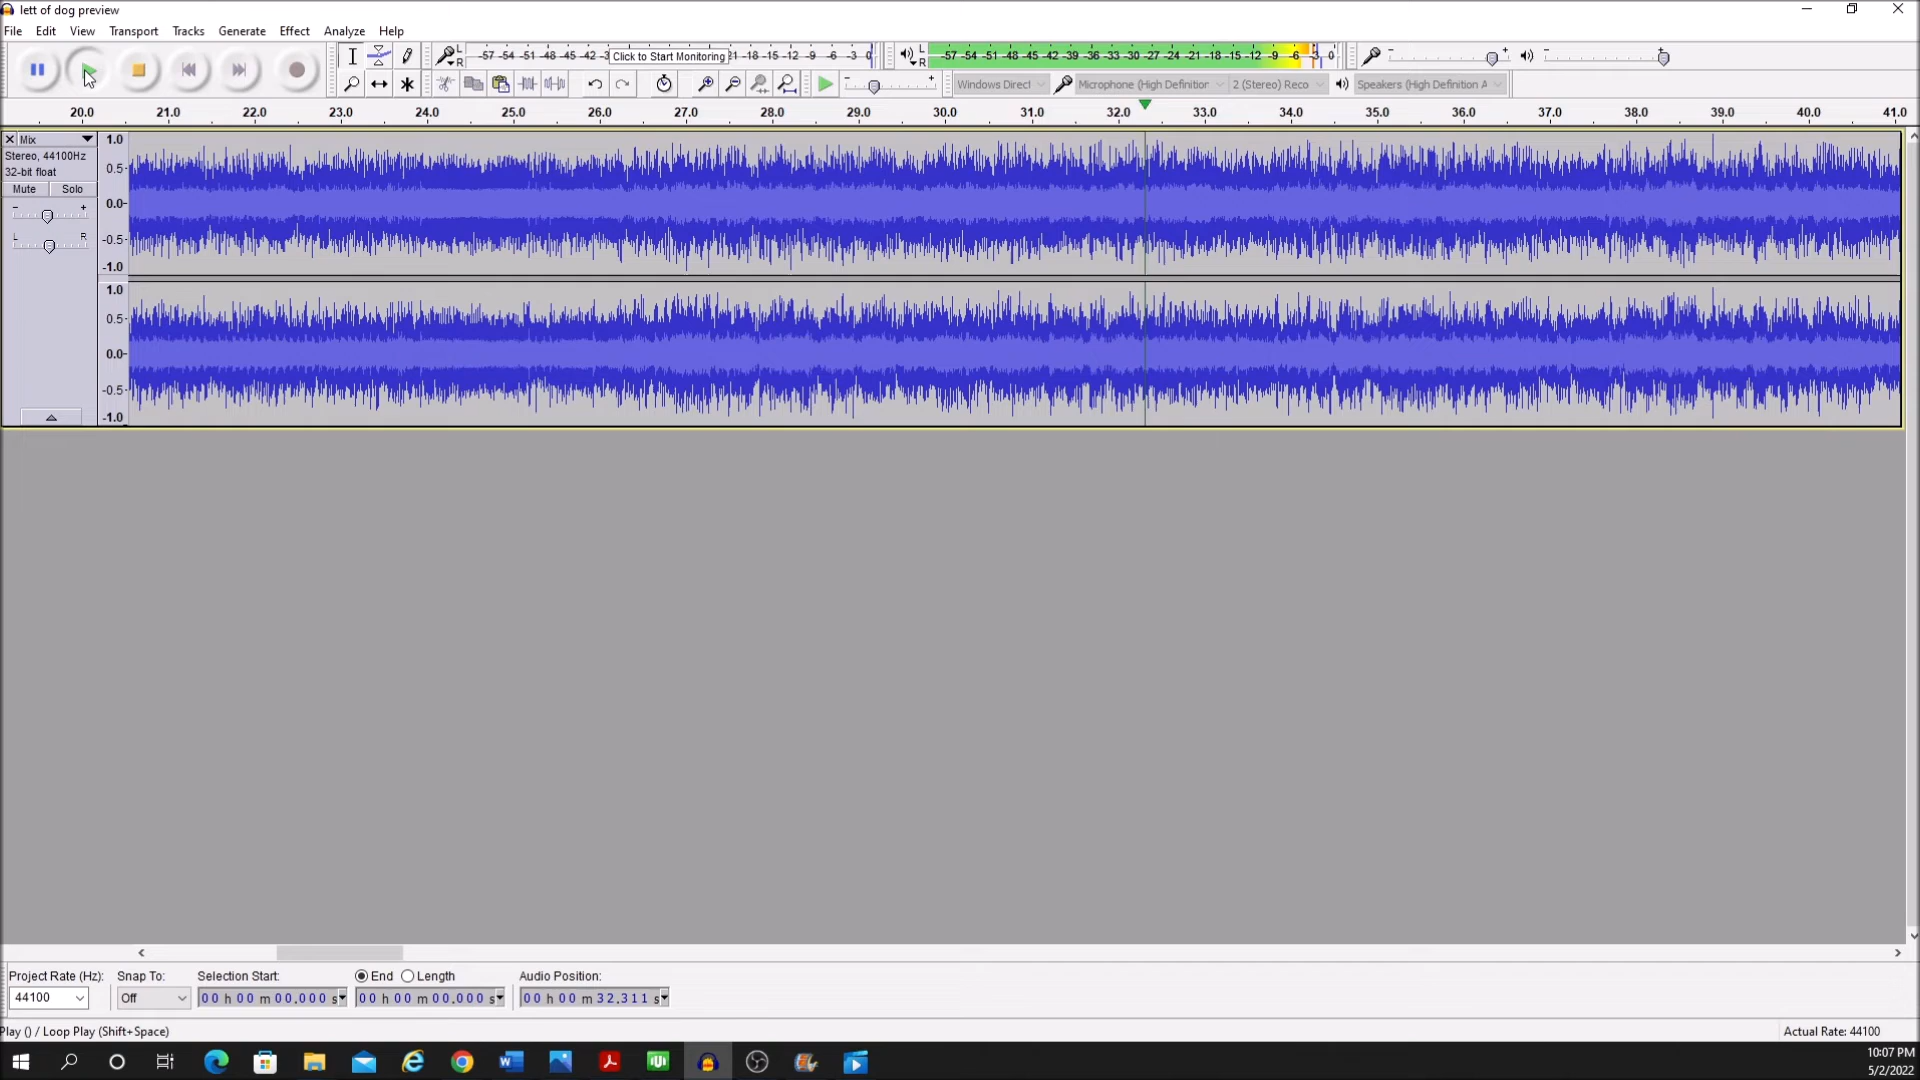 lett of dog preview
File Edit View Transport Tracks Generate Effect Analyze Help
L R -57 -54 -51 -48 -45 -42 -3 Click to Start Monitoring 21 -18 -15 -12 -9 -6 -3 0 L R -57 -54 -51 -48 -45 -42 -39 -36 -33 -30 -27 -24 -21 -18 -15 -12 -9 -6 -3 0 - + - +
- + Windows Direct Microphone (High Definition 2 (Stereo) Reco Speakers (High Definition A
20.0 21.0 22.0 23.0 24.0 25.0 26.0 27.0 28.0 29.0 30.0 31.0 32.0 33.0 34.0 35.0 36.0 37.0 38.0 39.0 40.0 41.0
Mix 1.0
Stereo, 44100Hz
32-bit float 0.5
Mute Solo
- + 0.0
L R -0.5
-1.0
1.0
0.5
0.0
-0.5
-1.0
Project Rate (Hz): Snap To: Selection Start: End Length Audio Position:
44100 Off 00 h 00 m 00.000 s 00 h 00 m 00.000 s 00 h 00 m 32.311 s
Play () / Loop Play (Shift+Space) Actual Rate: 44100
10:07 PM
5/2/2022